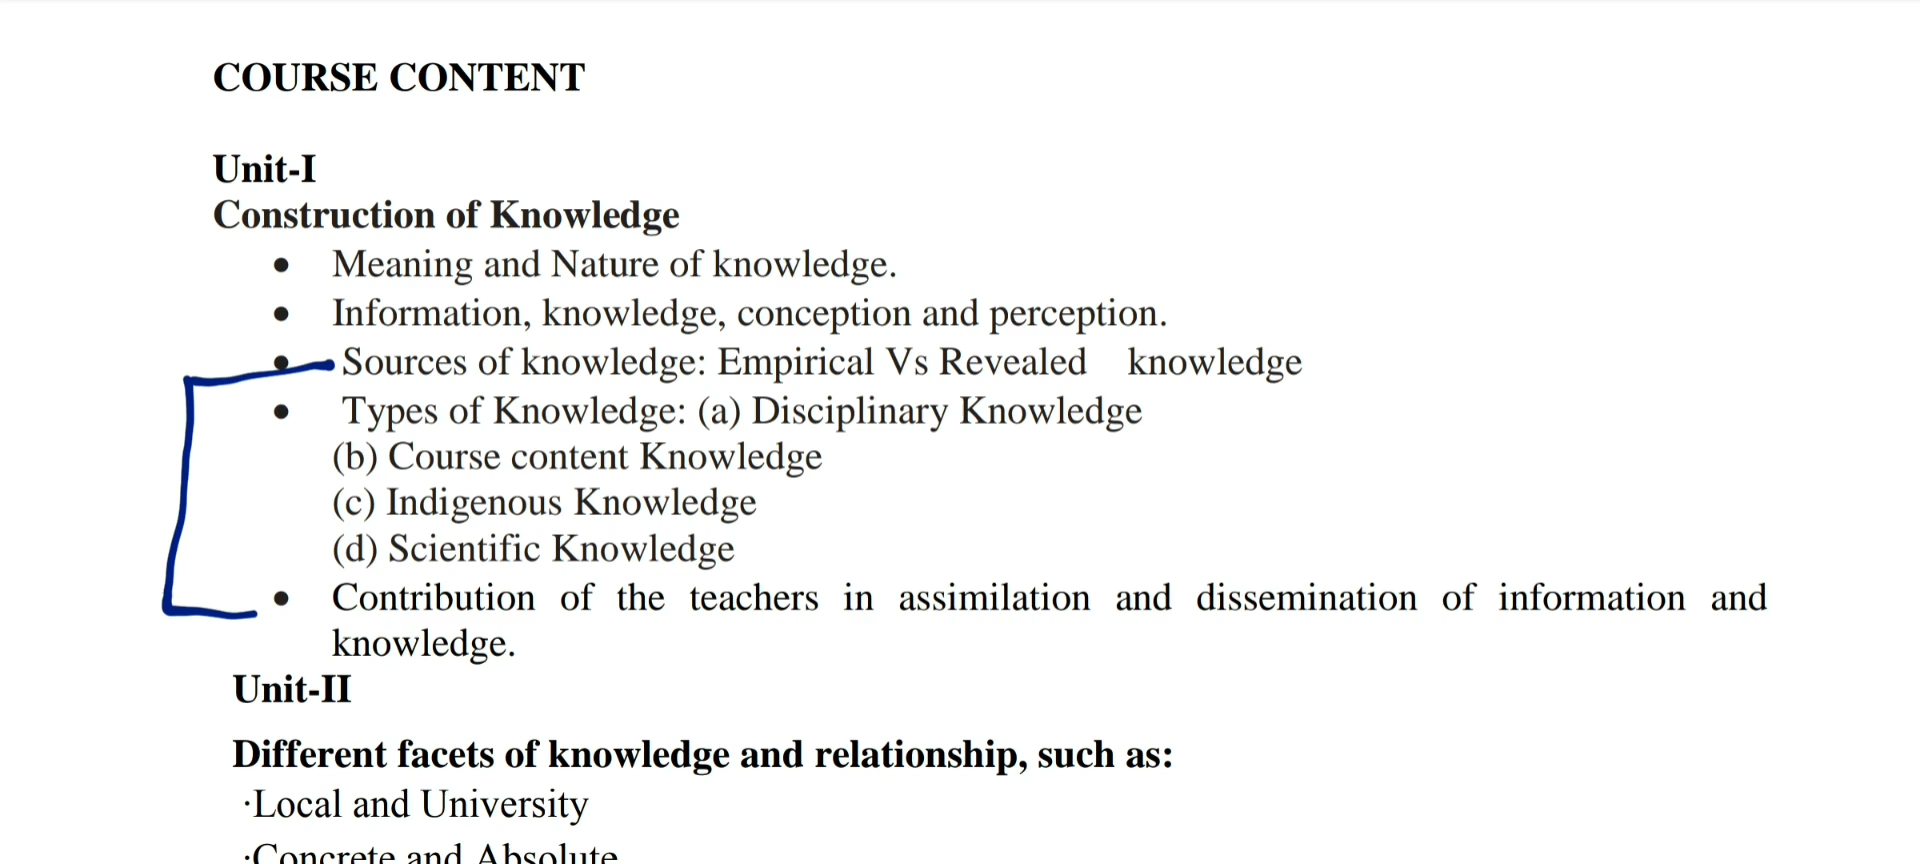 COURSE CONTENT
Unit-I
Construction of Knowledge
• Meaning and Nature of knowledge.
• Information, knowledge, conception and perception.
• Sources of knowledge: Empirical Vs Revealed knowledge
• Types of Knowledge: (a) Disciplinary Knowledge
(b) Course content Knowledge
(c) Indigenous Knowledge
(d) Scientific Knowledge
• Contribution of the teachers in assimilation and dissemination of information and
knowledge.
Unit-II
Different facets of knowledge and relationship, such as:
·Local and University
·Concrete and Absolute